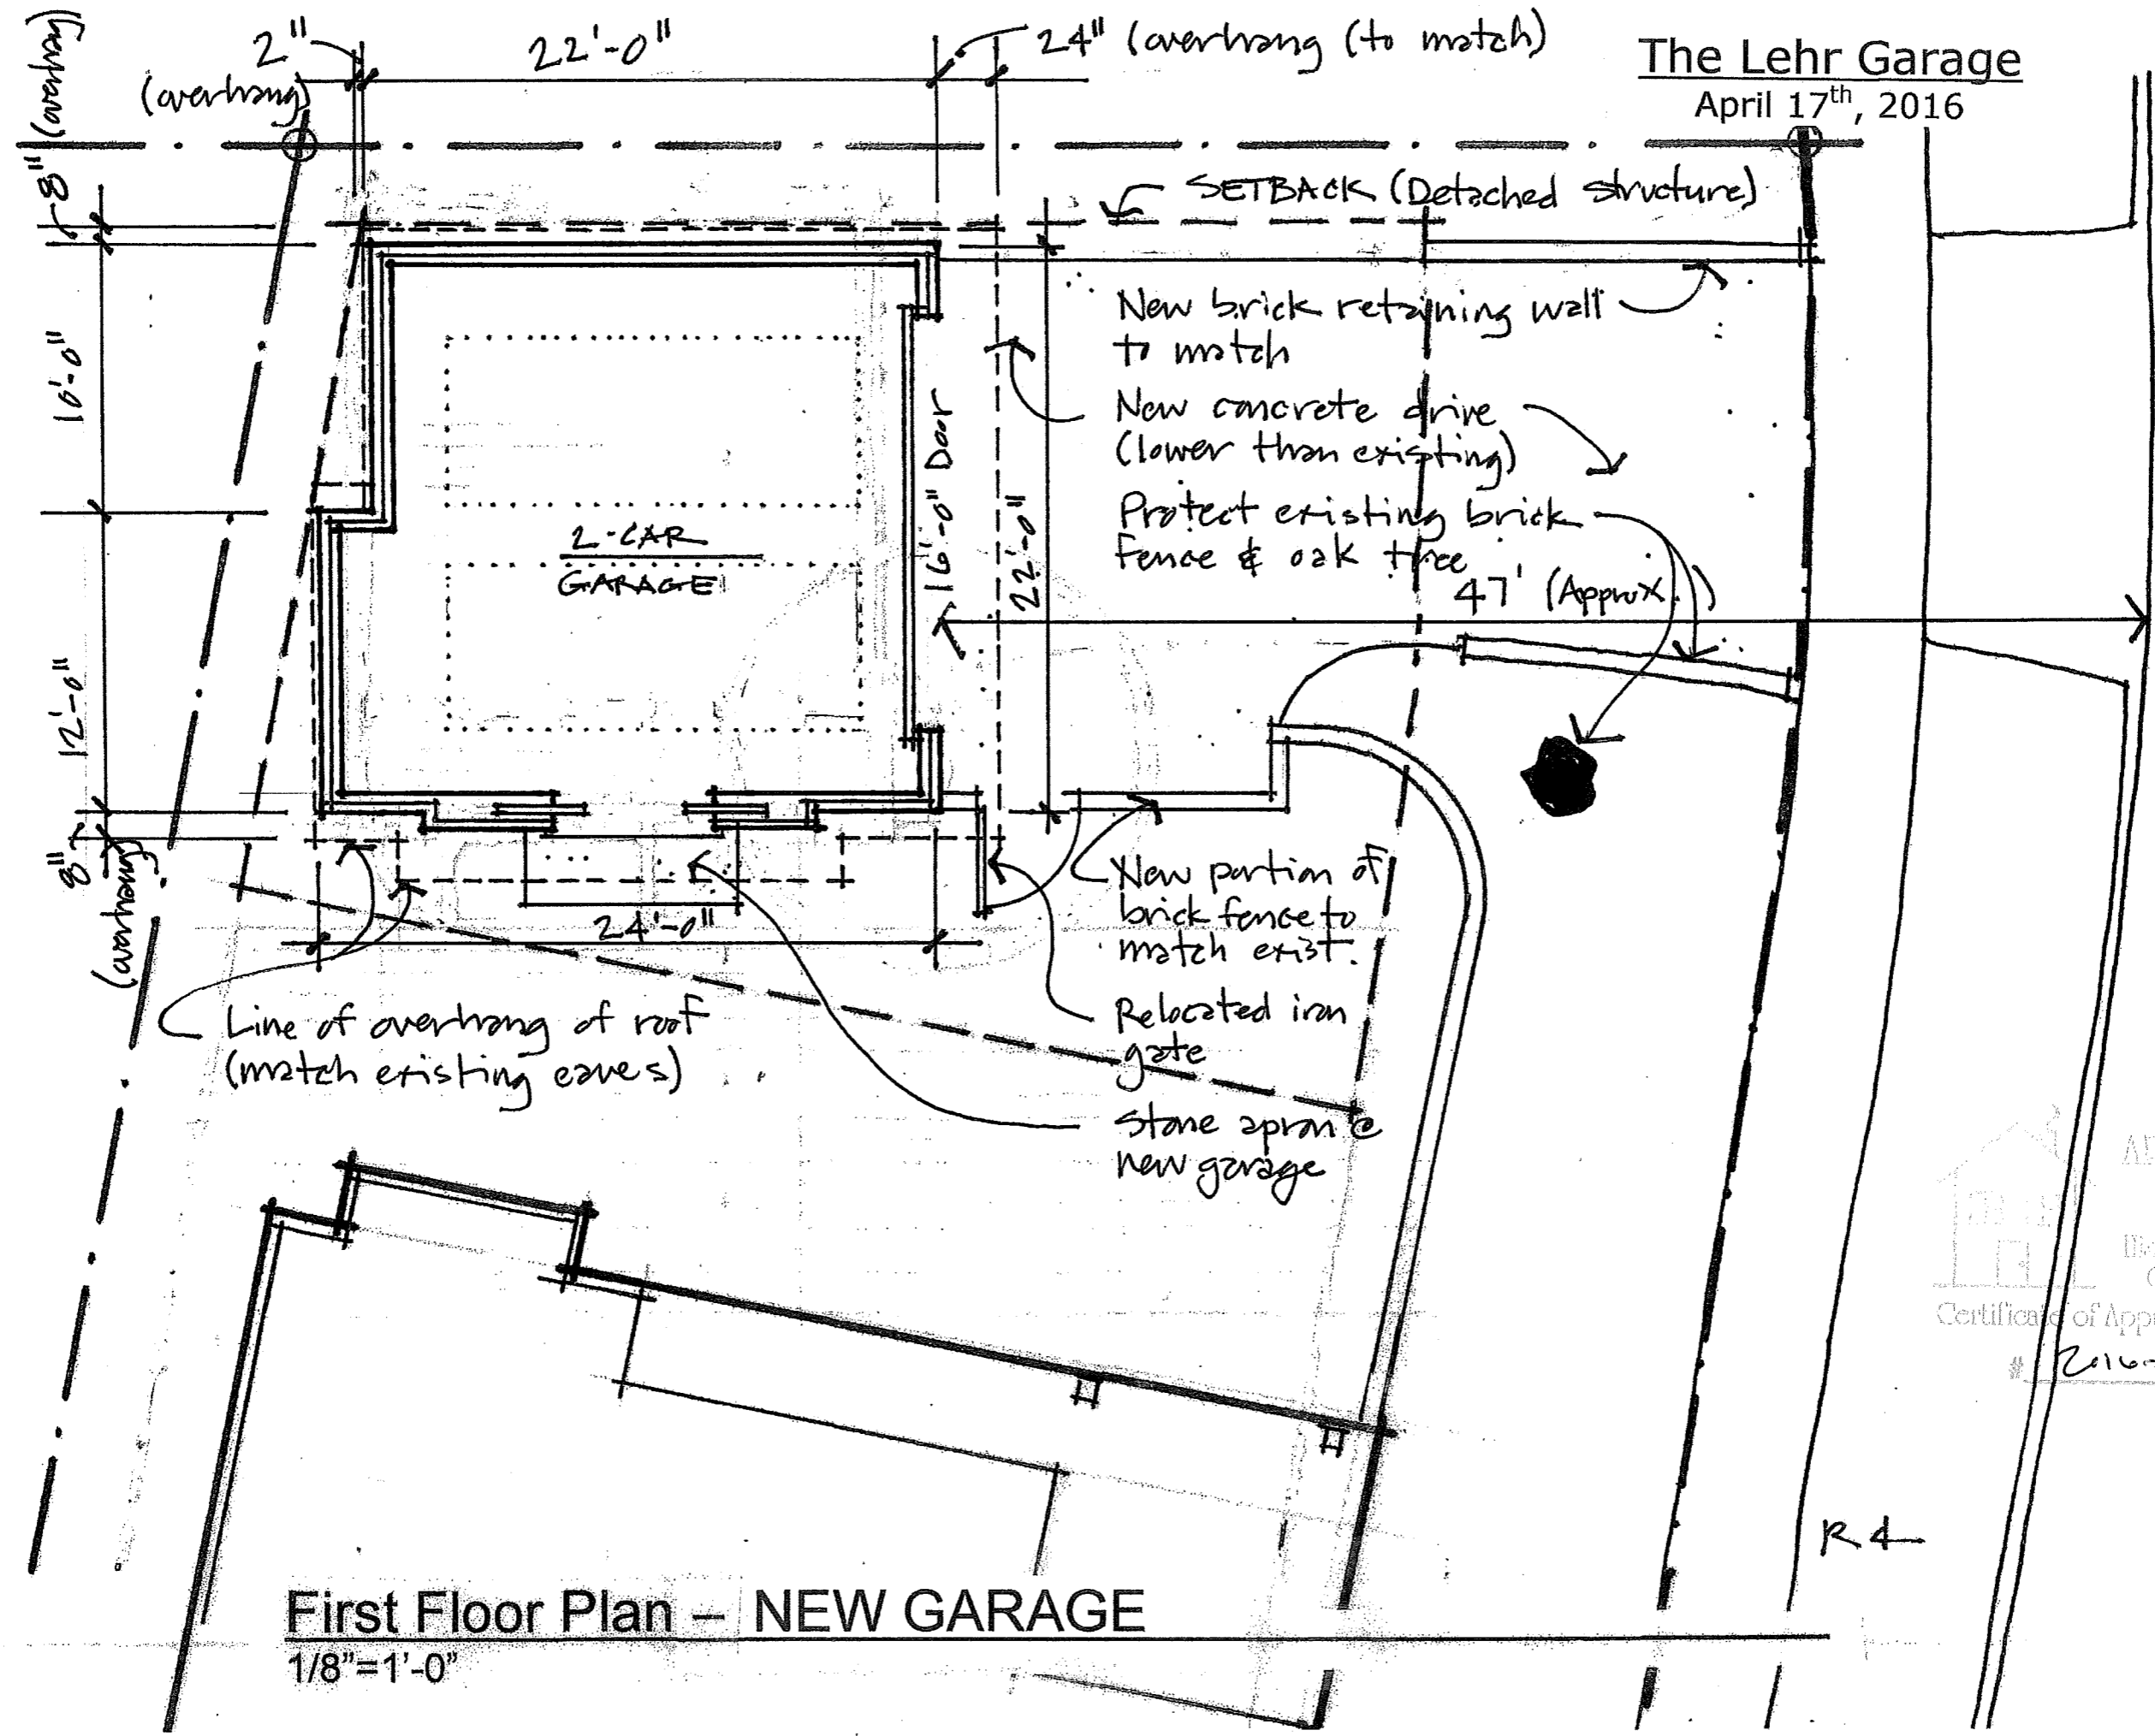 The Lehr Garage
April 17th, 2016
2"
(overhang)
22'-0"
24" (overhang (to match)
8" (overhang)
SETBACK (Detached structure)
New brick retaining wall
to match
New concrete drive
(lower than existing)
Protect existing brick
fence & oak tree
47' (Approx.)
10'-0"
12'-0"
8"
(overhang)
2-CAR
GARAGE
16'-0" Door
22'-0"
24'-0"
New portion of
brick fence to
match exist.
Relocated iron
gate
Stone apron @
new garage
Line of overhang of roof
(match existing eaves)
Certificate of
# 2016-
R4
First Floor Plan – NEW GARAGE
1/8"=1'-0"